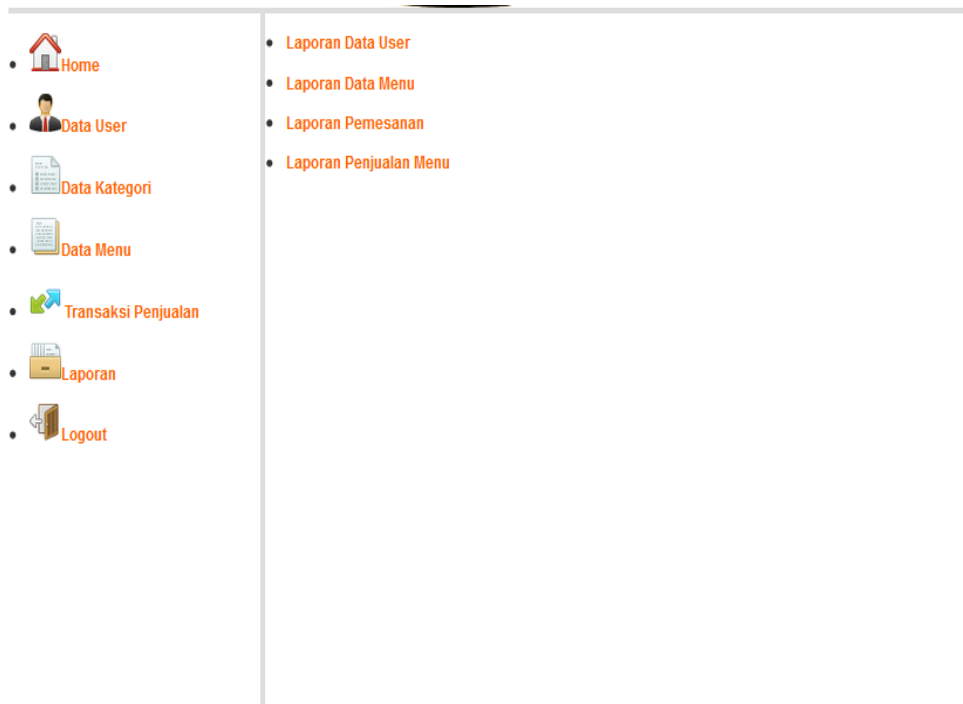 Home
Data User
Data Kategori
Data Menu
Transaksi Penjualan
Laporan
Logout
Laporan Data User
Laporan Data Menu
Laporan Pemesanan
Laporan Penjualan Menu